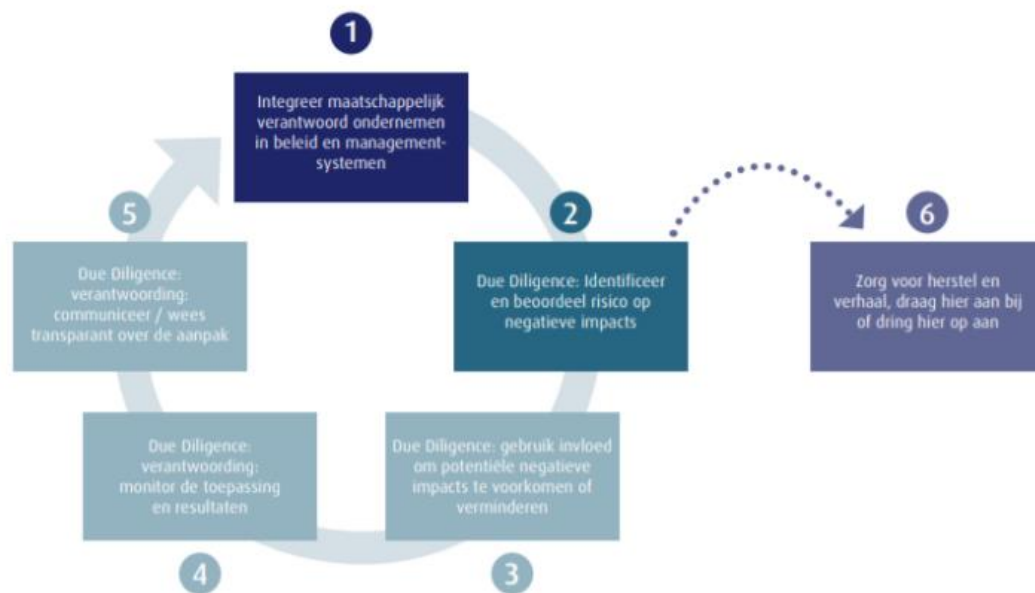 1
Integreer maatschappelijk
verantwoord ondernemen
in beleid en management-
systemen
2
Due Diligence: Identificeer
en beoordeel risico op
negatieve impacts
3
Due Diligence: gebruik invloed
om potentiële negatieve
impacts te voorkomen of
verminderen
4
Due Diligence:
verantwoording:
monitor de toepassing
en resultaten
5
Due Diligence:
verantwoording:
communiceer / wees
transparant over de aanpak
6
Zorg voor herstel en
verhaal, draag hier aan bij
of dring hier op aan